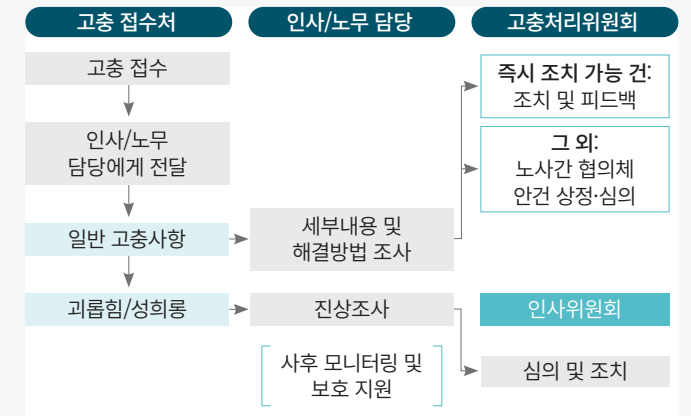 고충 접수처
인사/노무 담당
고충처리위원회
고충 접수
인사/노무
담당에게 전달
일반 고충사항
괴롭힘/성희롱
세부내용 및
해결방법 조사
진상조사
사후 모니터링 및
보호 지원
즉시 조치 가능 건:
조치 및 피드백
그 외:
노사간 협의체
안건 상정·심의
인사위원회
심의 및 조치